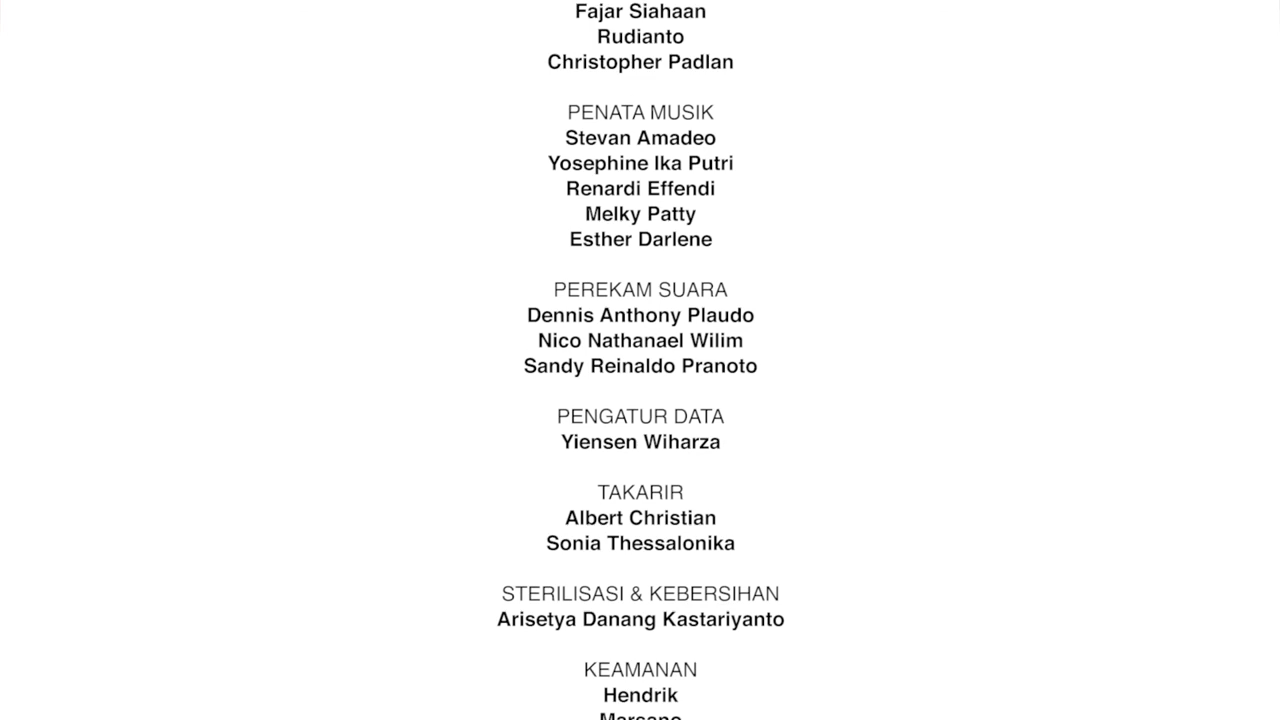 Fajar Siahaan
Rudianto
Christopher Padlan
PENATA MUSIK
Stevan Amadeo
Yosephine Ika Putri
Renardi Effendi
Melky Patty
Esther Darlene
PEREKAM SUARA
Dennis Anthony Plaudo
Nico Nathanael Wilim
Sandy Reinaldo Pranoto
PENGATUR DATA
Yiensen Wiharza
TAKARIR
Albert Christian
Sonia Thessalonika
STERILISASI & KEBERSIHAN
Arisetya Danang Kastariyanto
KEAMANAN
Hendrik